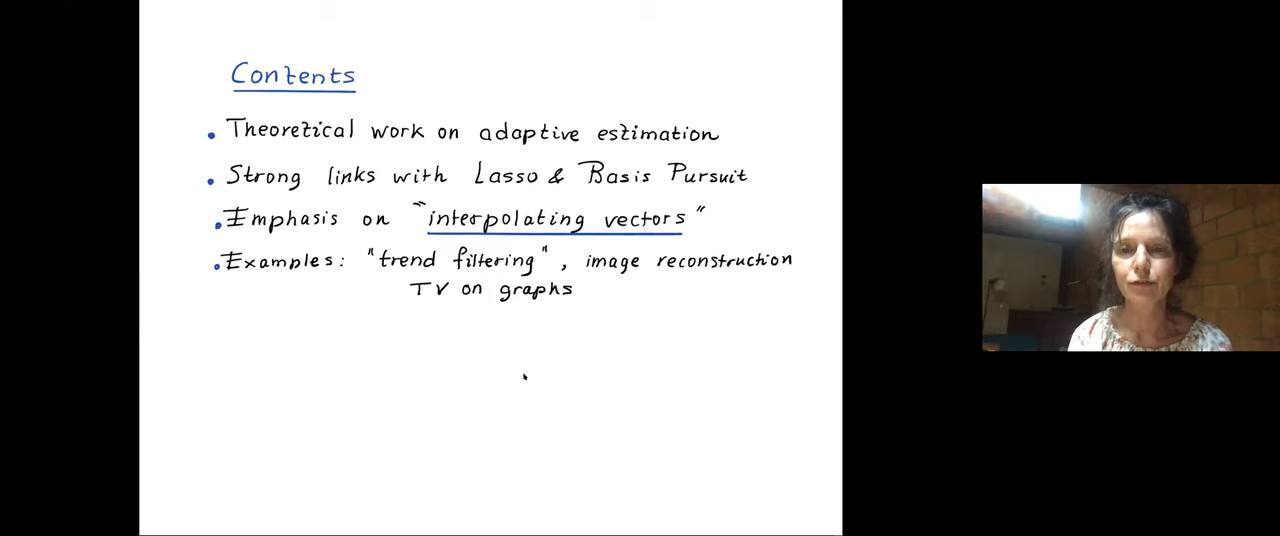 Contents
• Theoretical work on adaptive estimation
• Strong links with Lasso & Basis Pursuit
• Emphasis on "interpolating vectors"
• Examples: "trend filtering", image reconstruction
TV on graphs